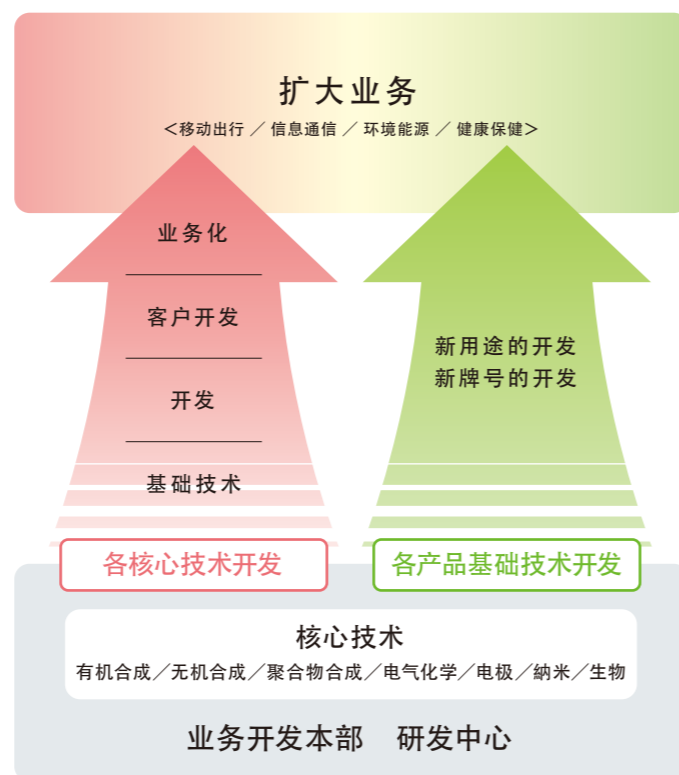 扩大业务
＜移动出行／信息通信／环境能源／健康保健＞
业务化
客户开发
开发
基础技术
新用途的开发
新牌号的开发
各核心技术开发
各产品基础技术开发
核心技术
有机合成／无机合成／聚合物合成／电气化学／电极／納米／生物
业务开发本部　研发中心